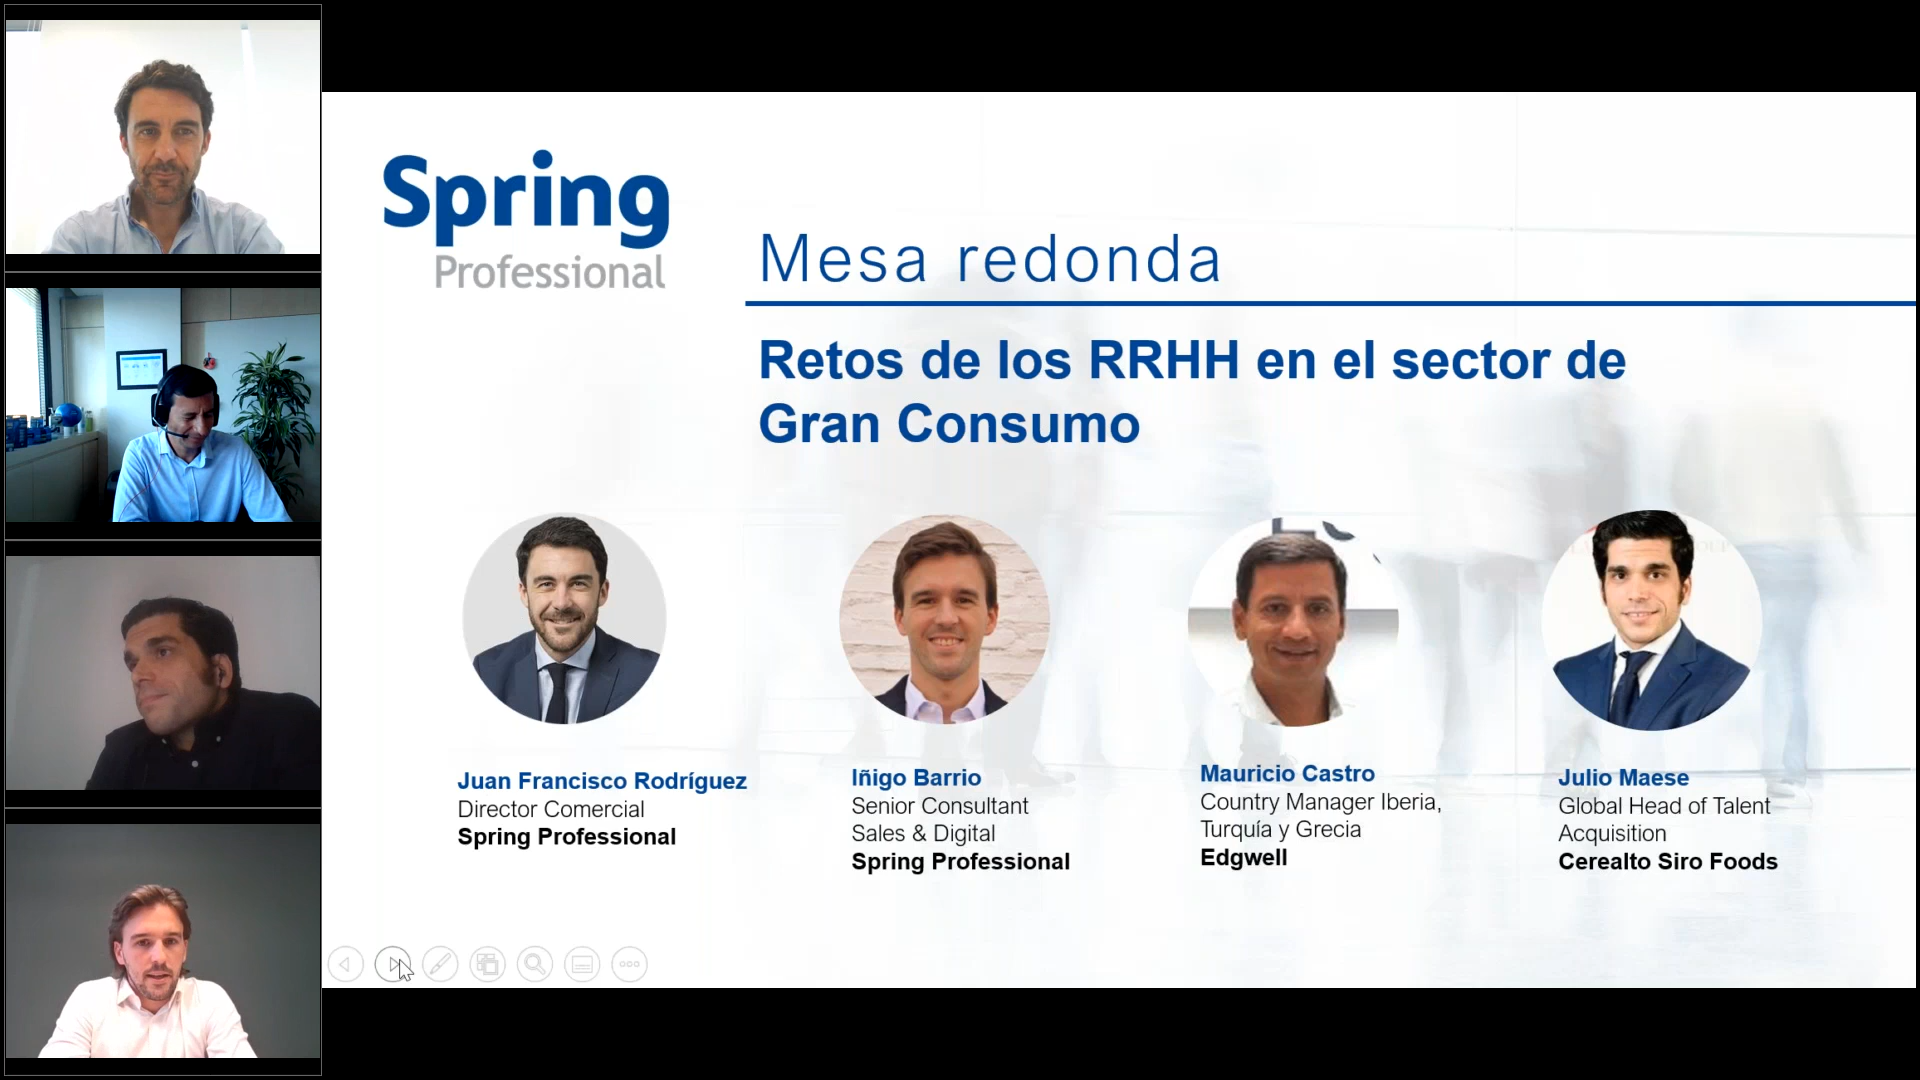 Spring
Professional
Mesa redonda
Retos de los RRHH en el sector de
Gran Consumo
Juan Francisco Rodríguez
Director Comercial
Spring Professional
Iñigo Barrio
Senior Consultant
Sales & Digital
Spring Professional
Mauricio Castro
Country Manager Iberia,
Turquía y Grecia
Edgwell
Julio Maese
Global Head of Talent
Acquisition
Cerealto Siro Foods